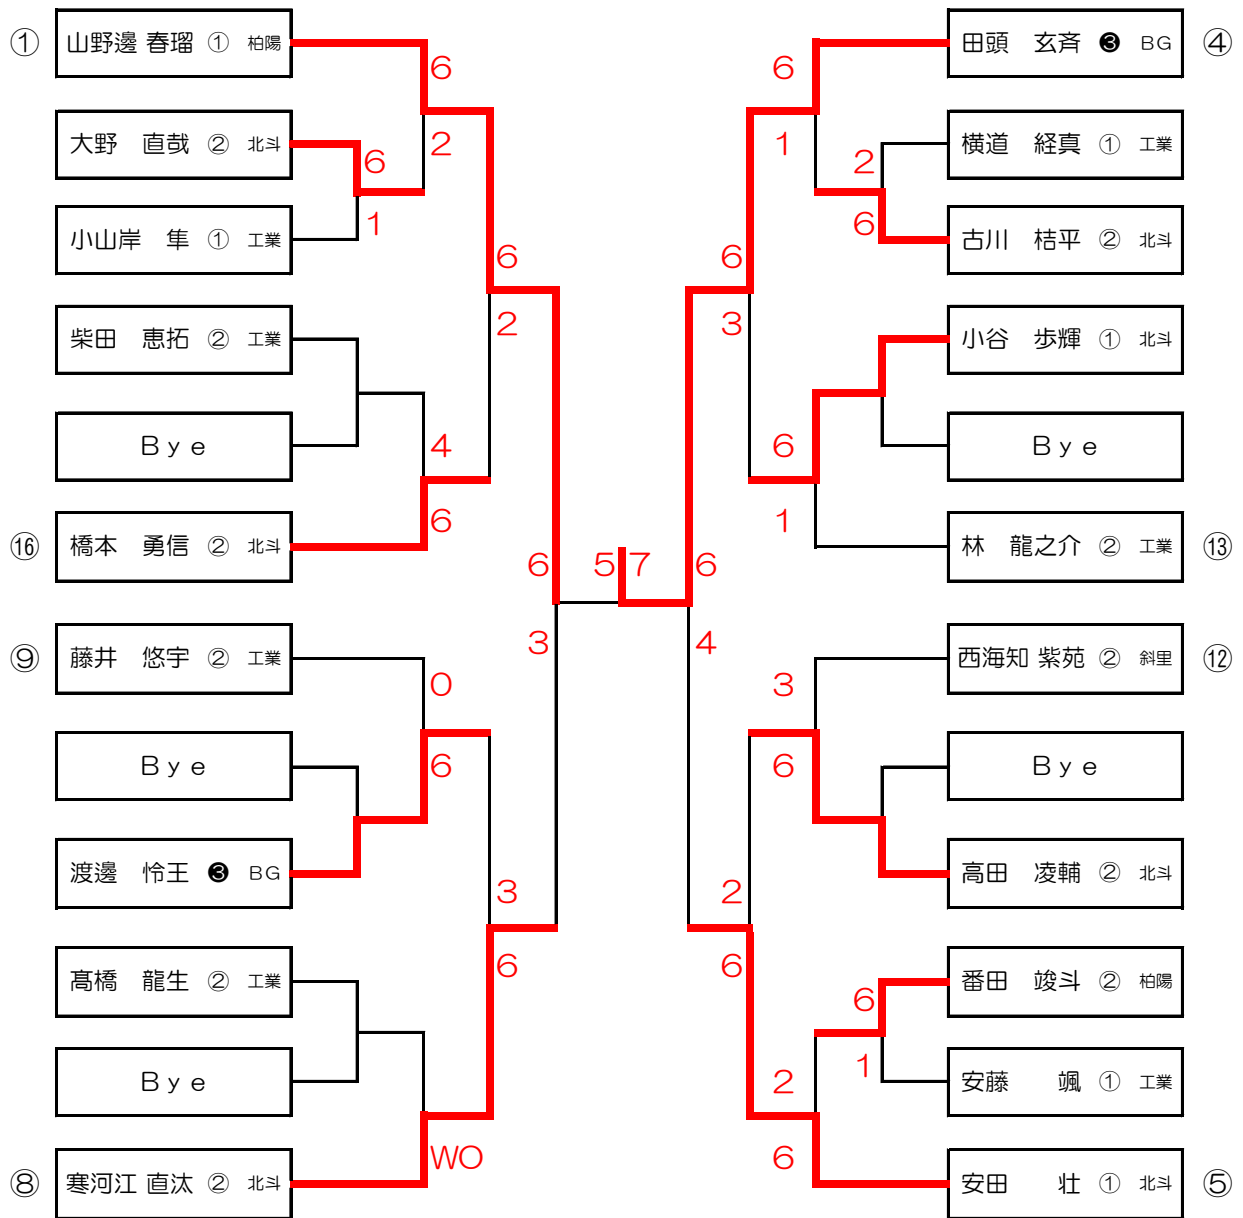 ① 山野邊 春瑠 ① 柏陽
大野 直哉 ② 北斗
小山岸 隼 ① 工業
柴田 恵拓 ② 工業
Bye
⑯ 橋本 勇信 ② 北斗
⑨ 藤井 悠宇 ② 工業
Bye
渡邊 怜王 ❸ BG
髙橋 龍生 ② 工業
Bye
⑧ 寒河江 直汰 ② 北斗
6
2
6
1
6
2
4
6
6
3
0
6
3
6
WO
5 7
6
1
2
6
6
3
6
1
6
4
3
6
2
6
6
1
2
6
田頭 玄斉 ❸ BG ④
横道 経真 ① 工業
古川 桔平 ② 北斗
小谷 歩輝 ① 北斗
Bye
林 龍之介 ② 工業 ⑬
西海知 紫苑 ② 斜里 ⑫
Bye
高田 凌輔 ② 北斗
番田 竣斗 ② 柏陽
安藤 颯 ① 工業
安田 壮 ① 北斗 ⑤